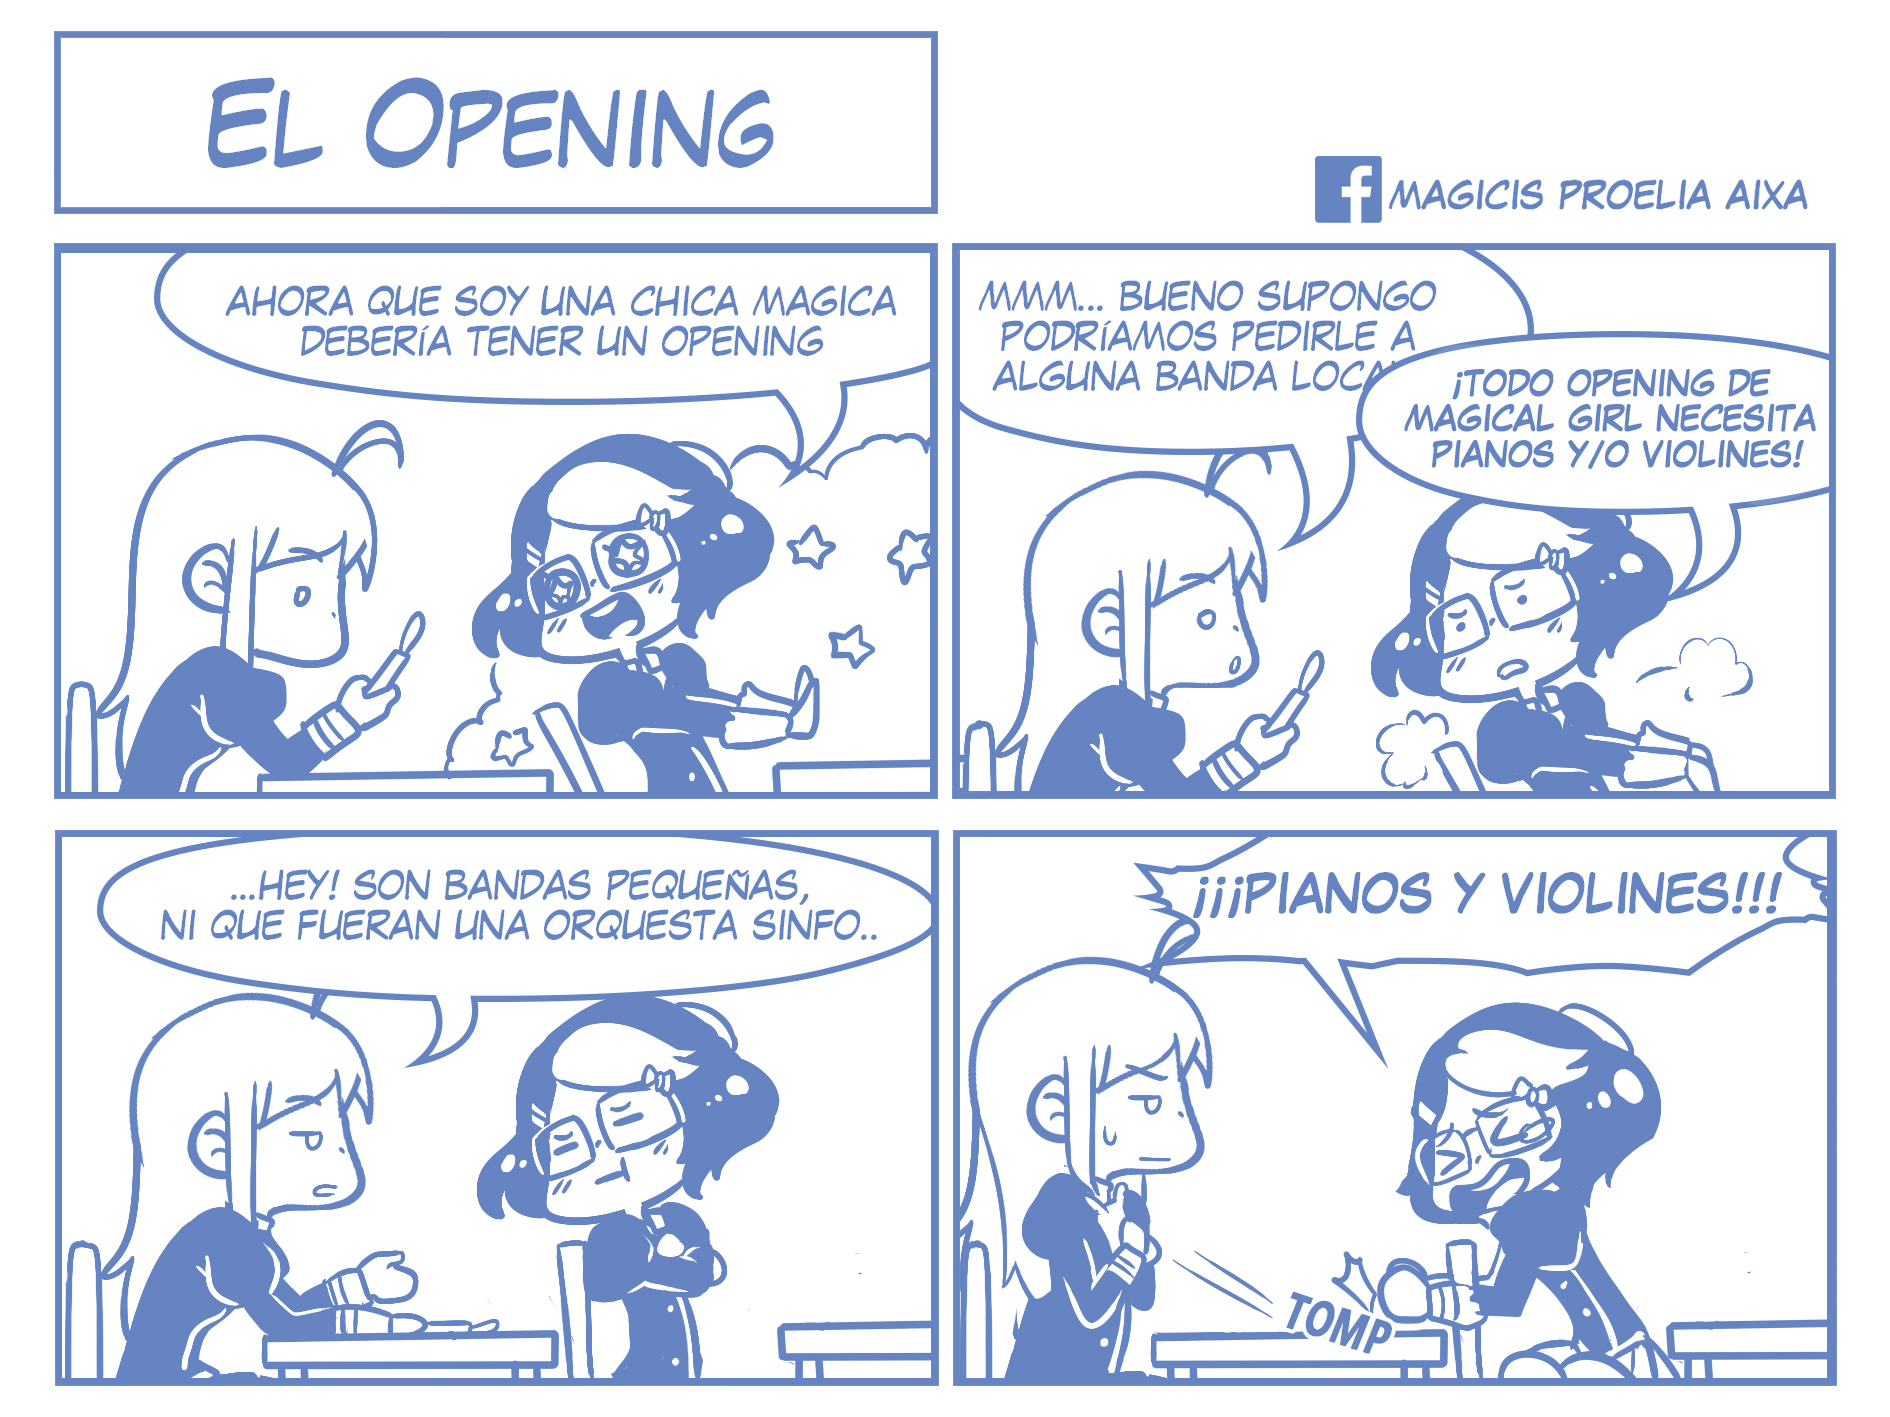 El Opening
f Magicis Proelia Aixa
AHORA QUE SOY UNA CHICA MAGICA
DEBERÍA TENER UN OPENING
MMM... BUENO SUPONGO
PODRÍAMOS PEDIRLE A
ALGUNA BANDA LOCA
¡TODO OPENING DE
MAGICAL GIRL NECESITA
PIANOS Y/O VIOLINES!
...HEY! SON BANDAS PEQUEÑAS,
NI QUE FUERAN UNA ORQUESTA SINFO..
¡¡¡PIANOS Y VIOLINES!!!
TOMP